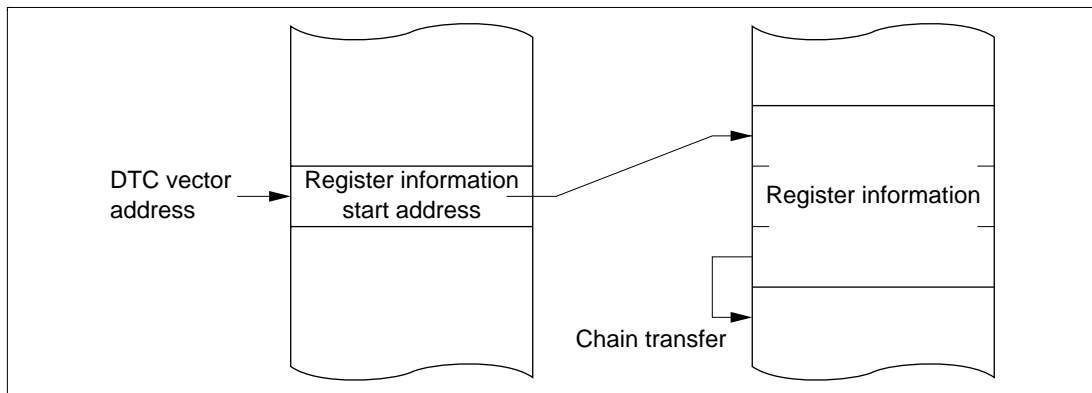 DTC vector
address
Register information
start address
Register information
Chain transfer